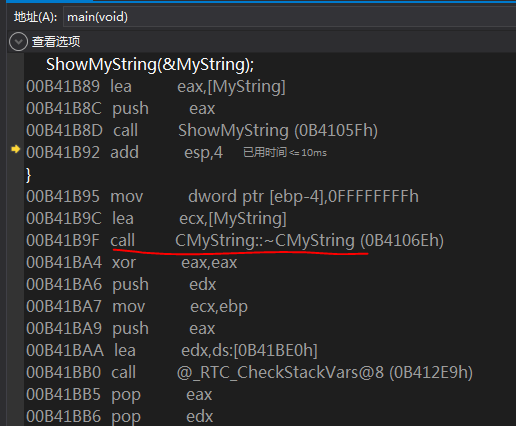 地址(A): main(void)
查看选项
ShowMyString(&MyString);
00B41B89 lea eax,[MyString]
00B41B8C push eax
00B41B8D call ShowMyString (0B4105Fh)
00B41B92 add esp,4 已用时间 <= 10ms
}
00B41B95 mov dword ptr [ebp-4],0FFFFFFFFh
00B41B9C lea ecx,[MyString]
00B41B9F call CMyString::~CMyString (0B4106Eh)
00B41BA4 xor eax,eax
00B41BA6 push edx
00B41BA7 mov ecx,ebp
00B41BA9 push eax
00B41BAA lea edx,ds:[0B41BE0h]
00B41BB0 call @_RTC_CheckStackVars@8 (0B412E9h)
00B41BB5 pop eax
00B41BB6 pop edx